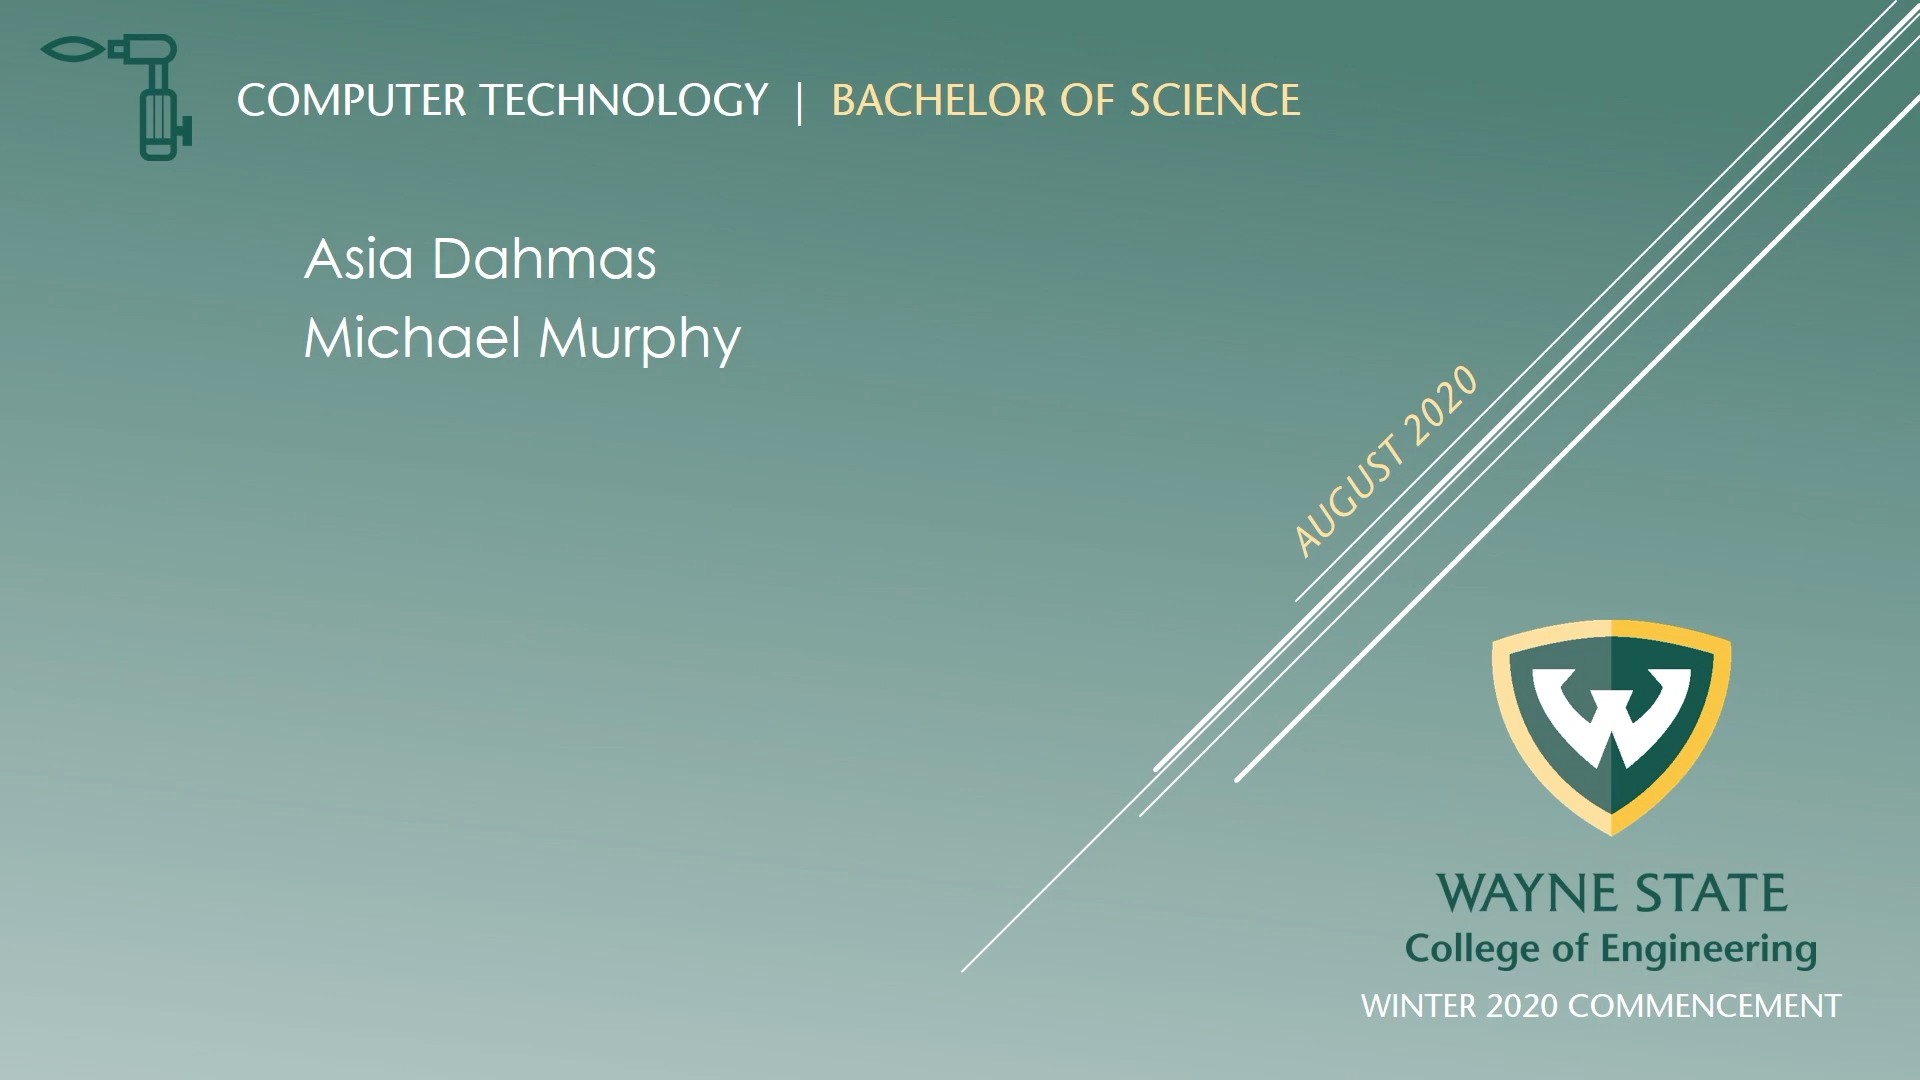 COMPUTER TECHNOLOGY | BACHELOR OF SCIENCE
Asia Dahmas
Michael Murphy
AUGUST 2020
W
WAYNE STATE
College of Engineering
WINTER 2020 COMMENCEMENT